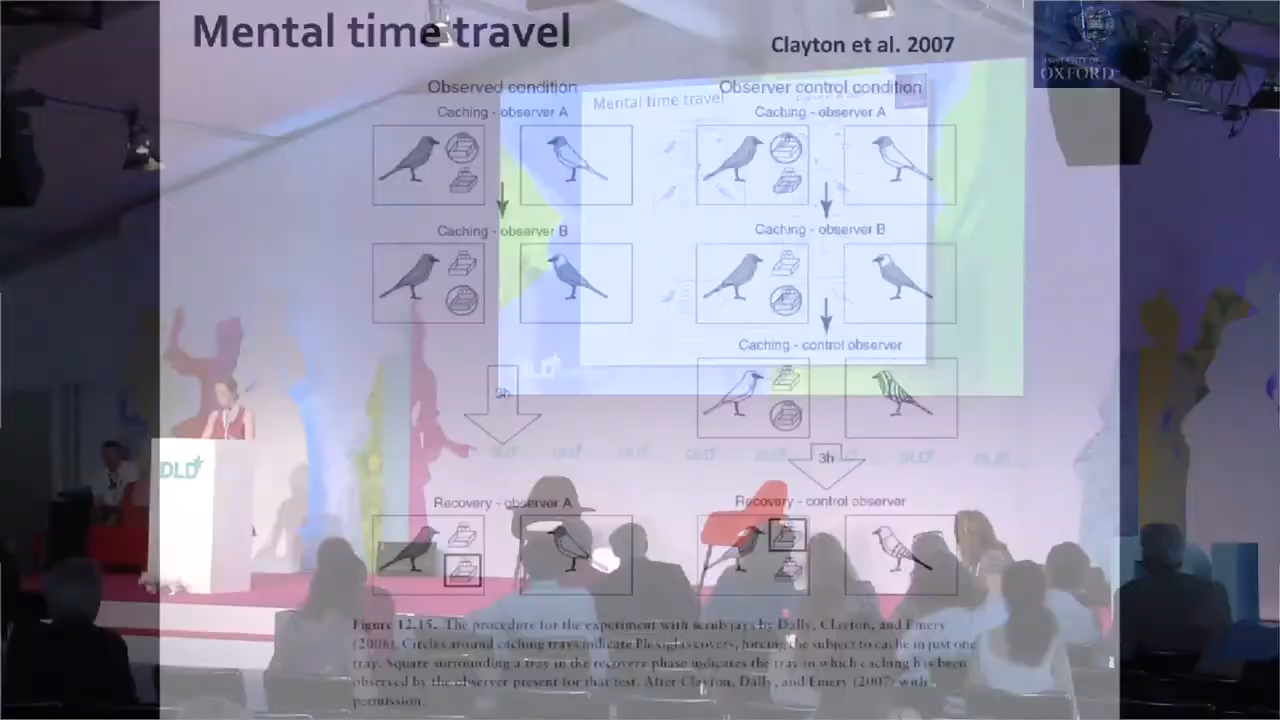 Mental time travel
Clayton et al. 2007
UNIVERSITY OF
OXFORD
Observed condition
Observer control condition
Mental time travel
Caching - observer A
Caching - observer A
Caching - observer B
Caching - observer B
Caching - control observer
3h
3h
DLD
DLD
Recovery - observer A
Recovery - control observer
Figure 12.15. The procedure for the experiment with scrub jays by Dally, Clayton, and Emery
(2006). Circles around caching trays indicate Plexiglas covers, forcing the subject to cache in just one
tray. Square surrounding a tray in the recovery phase indicates the tray in which caching has been
observed by the observer present for that test. After Clayton, Dally, and Emery (2007) with
permission.